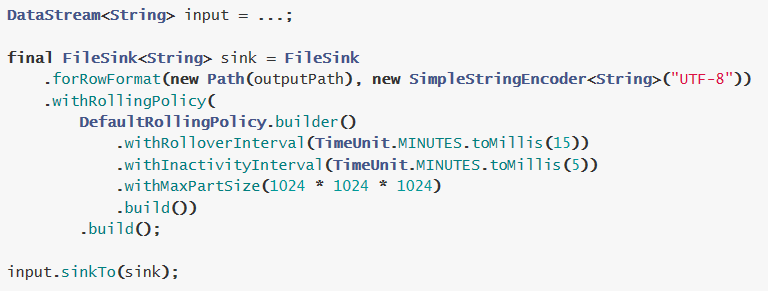 DataStream<String> input = ...;

final FileSink<String> sink = FileSink
    .forRowFormat(new Path(outputPath), new SimpleStringEncoder<String>("UTF-8"))
    .withRollingPolicy(
        DefaultRollingPolicy.builder()
            .withRolloverInterval(TimeUnit.MINUTES.toMillis(15))
            .withInactivityInterval(TimeUnit.MINUTES.toMillis(5))
            .withMaxPartSize(1024 * 1024 * 1024)
            .build())
        .build();

input.sinkTo(sink);